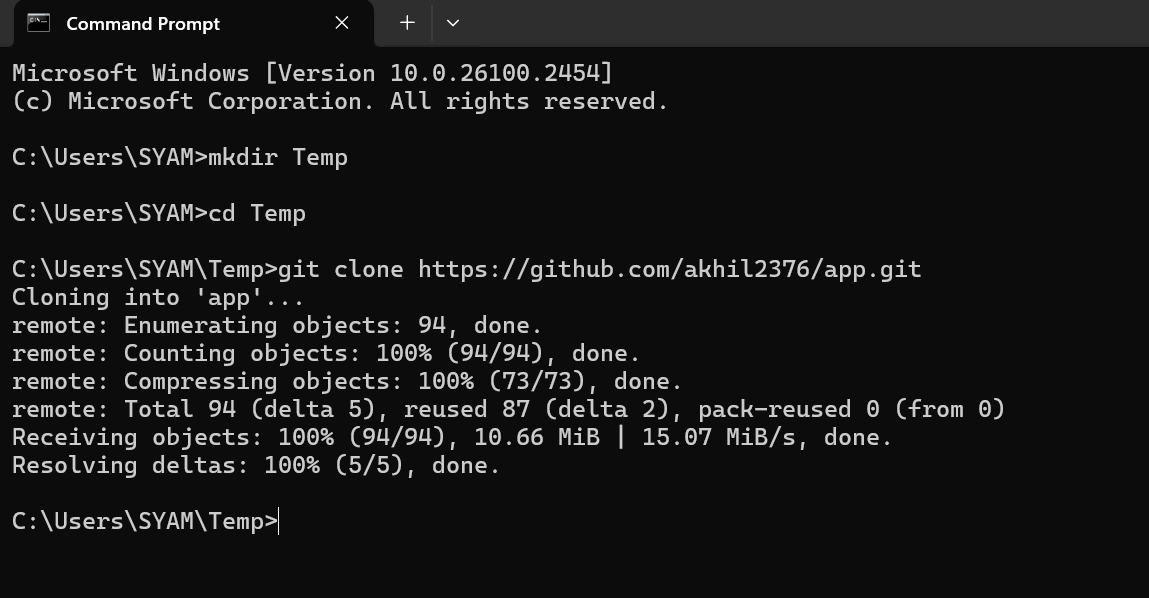 Command Prompt
Microsoft Windows [Version 10.0.26100.2454]
(c) Microsoft Corporation. All rights reserved.
C:\Users\SYAM>mkdir Temp
C:\Users\SYAM>cd Temp
C:\Users\SYAM\Temp>git clone https://github.com/akhil2376/app.git
Cloning into 'app'...
remote: Enumerating objects: 94, done.
remote: Counting objects: 100% (94/94), done.
remote: Compressing objects: 100% (73/73), done.
remote: Total 94 (delta 5), reused 87 (delta 2), pack-reused 0 (from 0)
Receiving objects: 100% (94/94), 10.66 MiB | 15.07 MiB/s, done.
Resolving deltas: 100% (5/5), done.
C:\Users\SYAM\Temp>